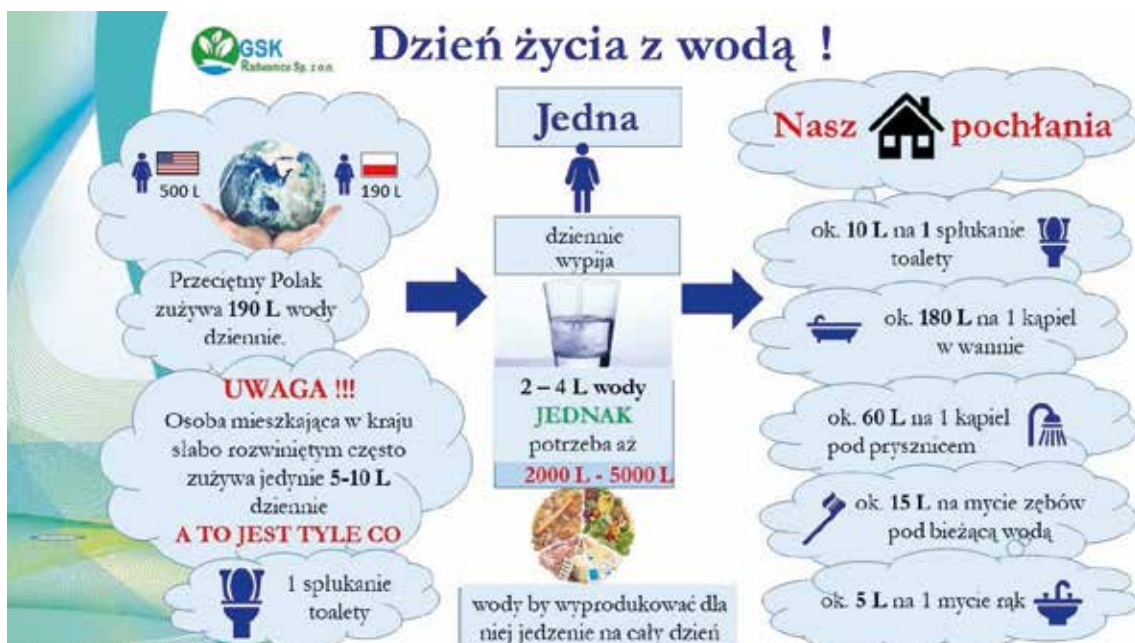 GSK
Radwanice Sp. z o.o.
Dzień życia z wodą !
500 L
190 L
Przeciętny Polak
zużywa 190 L wody
dziennie.
UWAGA !!!
Osoba mieszkająca w kraju
słabo rozwiniętym często
zużywa jedynie 5-10 L
dziennie
A TO JEST TYLE CO
1 spłukanie
toalety
Jedna
dziennie
wypija
2 – 4 L wody
JEDNAK
potrzeba aż
2000 L - 5000 L
wody by wyprodukować dla
niej jedzenie na cały dzień
Nasz pochłania
ok. 10 L na 1 spłukanie
toalety
ok. 180 L na 1 kąpiel
w wannie
ok. 60 L na 1 kąpiel
pod prysznicem
ok. 15 L na mycie zębów
pod bieżącą wodą
ok. 5 L na 1 mycie rąk